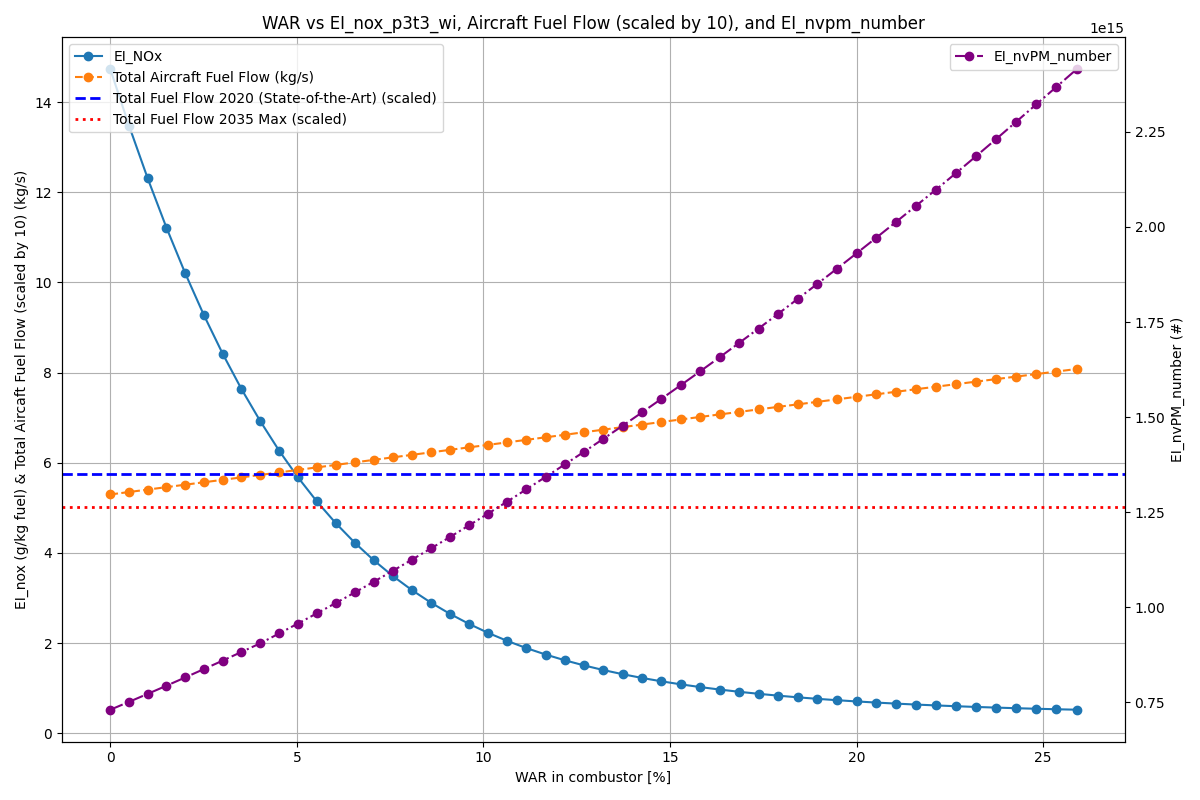 WAR vs EI_nox_p3t3_wi, Aircraft Fuel Flow (scaled by 10), and EI_nvpm_number
1e15
EI_NOx
Total Aircraft Fuel Flow (kg/s)
Total Fuel Flow 2020 (State-of-the-Art) (scaled)
Total Fuel Flow 2035 Max (scaled)
EI_nvPM_number
EI_nox (g/kg fuel) & Total Aircaft Fuel Flow (scaled by 10) (kg/s)
14
12
10
8
6
4
2
0
2.25
2.00
1.75
1.50
1.25
1.00
0.75
EI_nvPM_number (#)
0 5 10 15 20 25
WAR in combustor [%]